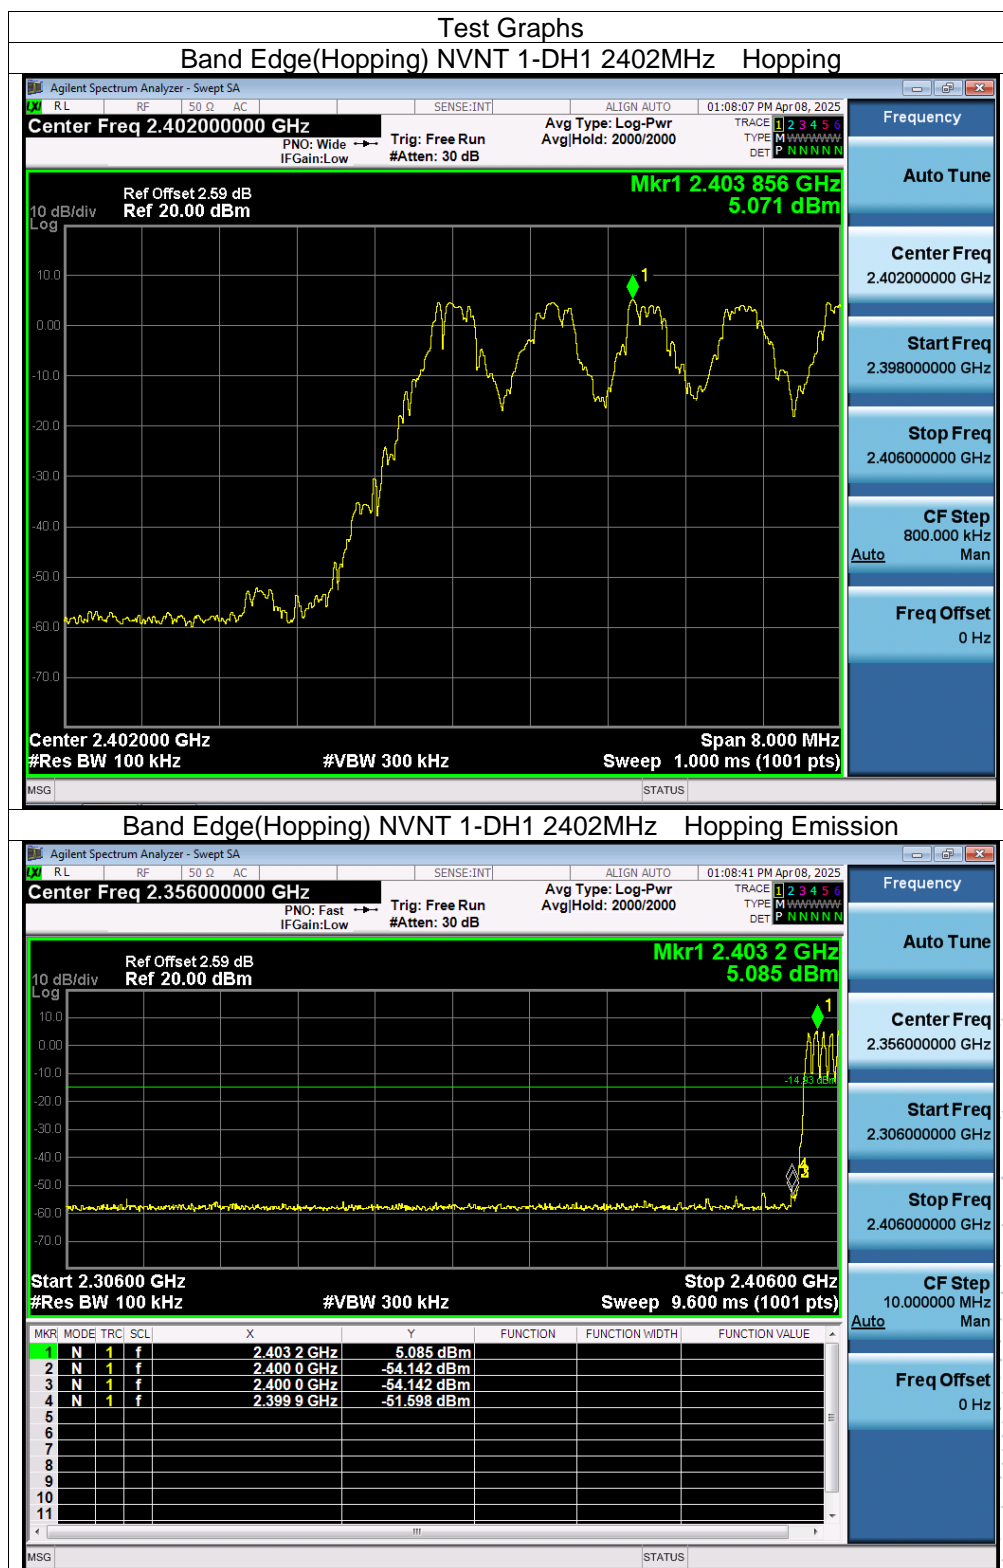 Test Graphs
Band Edge(Hopping) NVNT 1-DH1 2402MHz Hopping
Agilent Spectrum Analyzer - Swept SA
LXI RL RF 50 Ω AC SENSE:INT ALIGN AUTO 01:08:07 PM Apr 08, 2025
Center Freq 2.402000000 GHz
PNO: Wide
IFGain:Low
Trig: Free Run
#Atten: 30 dB
Avg Type: Log-Pwr
Avg|Hold: 2000/2000
TRACE 1 2 3 4 5 6
TYPE M WWWWW
DET P N N N N N
Mkr1 2.403 856 GHz
5.071 dBm
Ref Offset 2.59 dB
10 dB/div Ref 20.00 dBm
Log
10.0
0.00
-10.0
-20.0
-30.0
-40.0
-50.0
-60.0
-70.0
1
Center 2.402000 GHz Span 8.000 MHz
#Res BW 100 kHz #VBW 300 kHz Sweep 1.000 ms (1001 pts)
MSG STATUS
Frequency
Auto Tune
Center Freq
2.402000000 GHz
Start Freq
2.398000000 GHz
Stop Freq
2.406000000 GHz
CF Step
800.000 kHz
Auto Man
Freq Offset
0 Hz
Band Edge(Hopping) NVNT 1-DH1 2402MHz Hopping Emission
Agilent Spectrum Analyzer - Swept SA
LXI RL RF 50 Ω AC SENSE:INT ALIGN AUTO 01:08:41 PM Apr 08, 2025
Center Freq 2.356000000 GHz
PNO: Fast
IFGain:Low
Trig: Free Run
#Atten: 30 dB
Avg Type: Log-Pwr
Avg|Hold: 2000/2000
TRACE 1 2 3 4 5 6
TYPE M WWWWW
DET P N N N N N
Mkr1 2.403 2 GHz
5.085 dBm
Ref Offset 2.59 dB
10 dB/div Ref 20.00 dBm
Log
10.0
0.00
-10.0
-20.0
-30.0
-40.0
-50.0
-60.0
-70.0
1
-14.93 dBm
Start 2.30600 GHz Stop 2.40600 GHz
#Res BW 100 kHz #VBW 300 kHz Sweep 9.600 ms (1001 pts)
MKR MODE TRC SCL X Y FUNCTION FUNCTION WIDTH FUNCTION VALUE
1 N 1 f 2.403 2 GHz 5.085 dBm
2 N 1 f 2.400 0 GHz -54.142 dBm
3 N 1 f 2.400 0 GHz -54.142 dBm
4 N 1 f 2.399 9 GHz -51.598 dBm
5
6
7
8
9
10
11
MSG STATUS
Frequency
Auto Tune
Center Freq
2.356000000 GHz
Start Freq
2.306000000 GHz
Stop Freq
2.406000000 GHz
CF Step
10.000000 MHz
Auto Man
Freq Offset
0 Hz